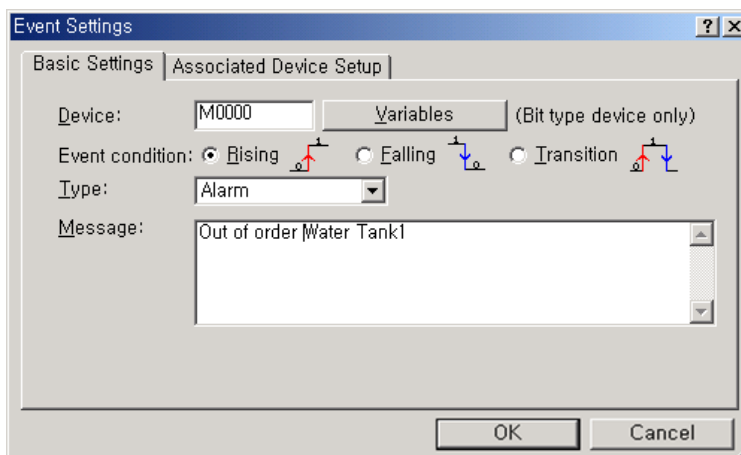 Event Settings
Basic Settings Associated Device Setup
Device: M0000 Variables (Bit type device only)
Event condition: Rising 0 1 Falling 1 0 Transition 0 1
Type: Alarm
Message: Out of order Water Tank1
OK Cancel